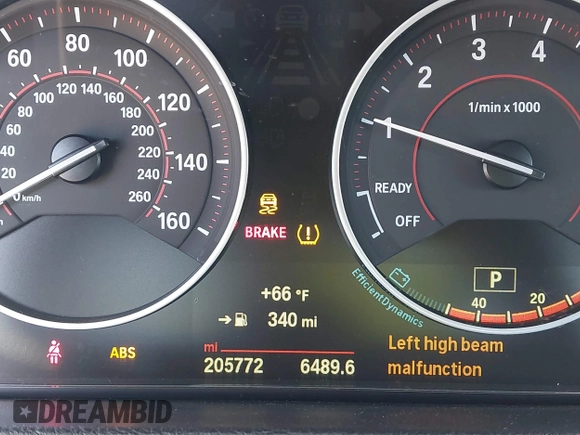 60 80 100 120 140 160
20 40 60 80 100 120 140 160 180 200 220 240 260
0 km/h
1 2 3 4
1/min x 1000
READY
OFF
BRAKE (!)
+66 °F
→ 340 mi
EfficientDynamics
P
40 20
ABS
mi
205772 6489.6
Left high beam
malfunction
DREAMBID